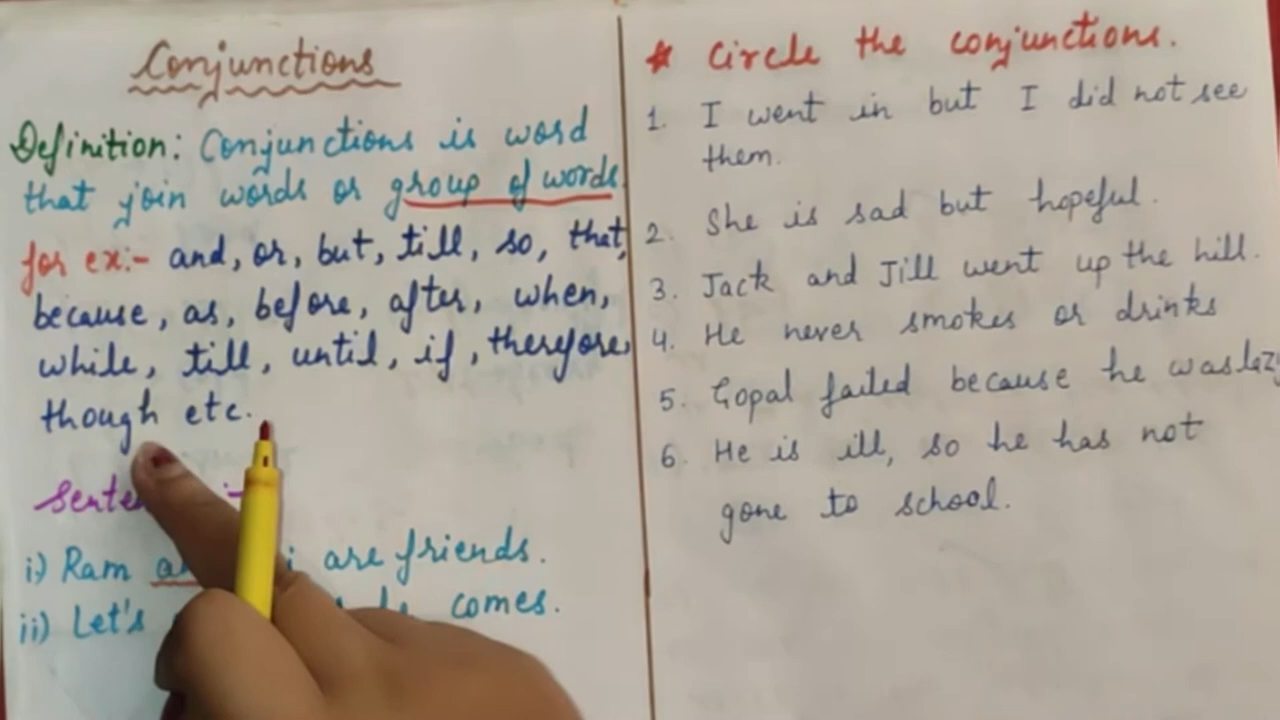 Conjunctions
Definition: Conjunctions is word
that join words or group of words
for ex:- and, or, but, till, so, that,
because, as, before, after, when,
while, till, until, if, therefore,
though etc.
i) Ram are friends.
ii) Let's comes.
* Circle the conjunctions.
1. I went in but I did not see
them.
2. She is sad but hopeful.
3. Jack and Jill went up the hill.
4. He never smokes or drinks
5. Gopal failed because he was lazy
6. He is ill, so he has not
gone to school.